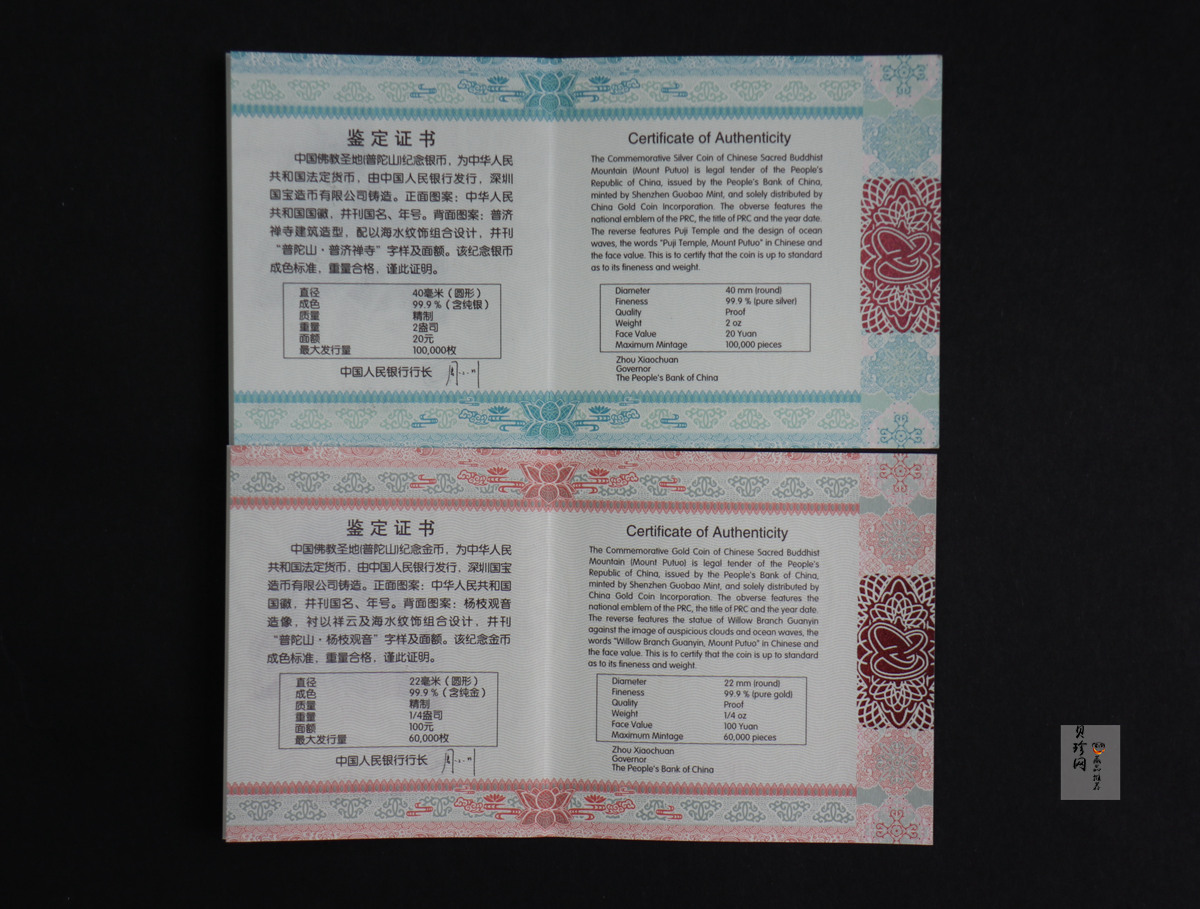 鉴定证书
中国佛教圣地(普陀山)纪念银币，为中华人民
共和国法定货币，由中国人民银行发行，深圳
国宝造币有限公司铸造。正面图案：中华人民
共和国国徽，并刊国名、年号。背面图案：普济
禅寺建筑造型，配以海水纹饰组合设计，并刊
“普陀山·普济禅寺”字样及面额。该纪念银币
成色标准，重量合格，谨此证明。
直径 40毫米（圆形）
成色 99.9％（含纯银）
质量 精制
重量 2盎司
面额 20元
最大发行量 100,000枚
中国人民银行行长
Certificate of Authenticity
The Commemorative Silver Coin of Chinese Sacred Buddhist
Mountain (Mount Putuo) is legal tender of the People's
Republic of China, issued by the People's Bank of China,
minted by Shenzhen Guobao Mint, and solely distributed by
China Gold Coin Incorporation. The obverse features the
national emblem of the PRC, the title of PRC and the year date.
The reverse features Puji Temple and the design of ocean
waves, the words "Puji Temple, Mount Putuo" in Chinese and
the face value. This is to certify that the coin is up to standard
as to its fineness and weight.
Diameter 40 mm (round)
Fineness 99.9 % (pure silver)
Quality Proof
Weight 2 oz
Face Value 20 Yuan
Maximum Mintage 100,000 pieces
Zhou Xiaochuan
Governor
The People's Bank of China
鉴定证书
中国佛教圣地(普陀山)纪念金币，为中华人民
共和国法定货币，由中国人民银行发行，深圳国宝
造币有限公司铸造。正面图案：中华人民共和国
国徽，并刊国名、年号。背面图案：杨枝观音
造像，衬以祥云及海水纹饰组合设计，并刊
“普陀山·杨枝观音”字样及面额。该纪念金币
成色标准，重量合格，谨此证明。
直径 22毫米（圆形）
成色 99.9％（含纯金）
质量 精制
重量 1/4盎司
面额 100元
最大发行量 60,000枚
中国人民银行行长
Certificate of Authenticity
The Commemorative Gold Coin of Chinese Sacred Buddhist
Mountain (Mount Putuo) is legal tender of the People's
Republic of China, issued by the People's Bank of China,
minted by Shenzhen Guobao Mint, and solely distributed by
China Gold Coin Incorporation. The obverse features the
national emblem of the PRC, the title of PRC and the year date.
The reverse features the statue of Willow Branch Guanyin
against the image of auspicious clouds and ocean waves, the
words "Willow Branch Guanyin, Mount Putuo" in Chinese and
the face value. This is to certify that the coin is up to standard
as to its fineness and weight.
Diameter 22 mm (round)
Fineness 99.9 % (pure gold)
Quality Proof
Weight 1/4 oz
Face Value 100 Yuan
Maximum Mintage 60,000 pieces
Zhou Xiaochuan
Governor
The People's Bank of China
贝珍网